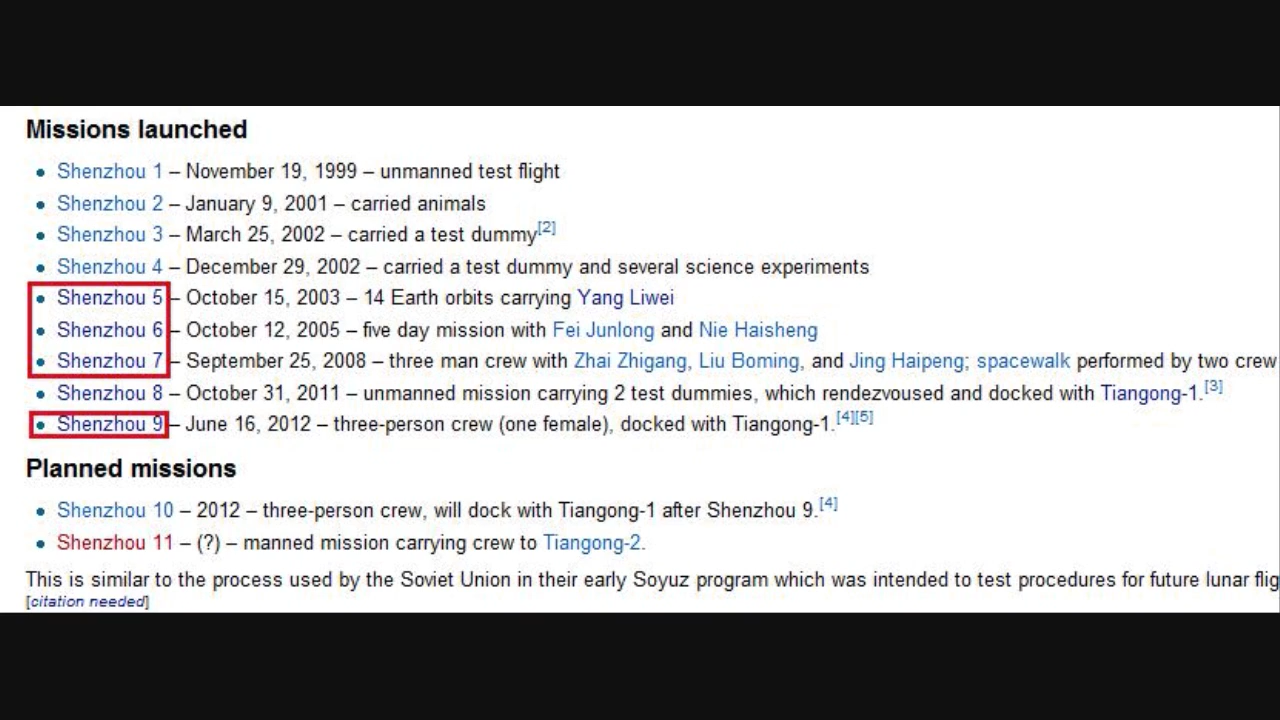 Missions launched
Shenzhou 1 – November 19, 1999 – unmanned test flight
Shenzhou 2 – January 9, 2001 – carried animals
Shenzhou 3 – March 25, 2002 – carried a test dummy[2]
Shenzhou 4 – December 29, 2002 – carried a test dummy and several science experiments
Shenzhou 5 – October 15, 2003 – 14 Earth orbits carrying Yang Liwei
Shenzhou 6 – October 12, 2005 – five day mission with Fei Junlong and Nie Haisheng
Shenzhou 7 – September 25, 2008 – three man crew with Zhai Zhigang, Liu Boming, and Jing Haipeng; spacewalk performed by two crew
Shenzhou 8 – October 31, 2011 – unmanned mission carrying 2 test dummies, which rendezvoused and docked with Tiangong-1.[3]
Shenzhou 9 – June 16, 2012 – three-person crew (one female), docked with Tiangong-1.[4][5]
Planned missions
Shenzhou 10 – 2012 – three-person crew, will dock with Tiangong-1 after Shenzhou 9.[4]
Shenzhou 11 – (?) – manned mission carrying crew to Tiangong-2.
This is similar to the process used by the Soviet Union in their early Soyuz program which was intended to test procedures for future lunar flig
[citation needed]